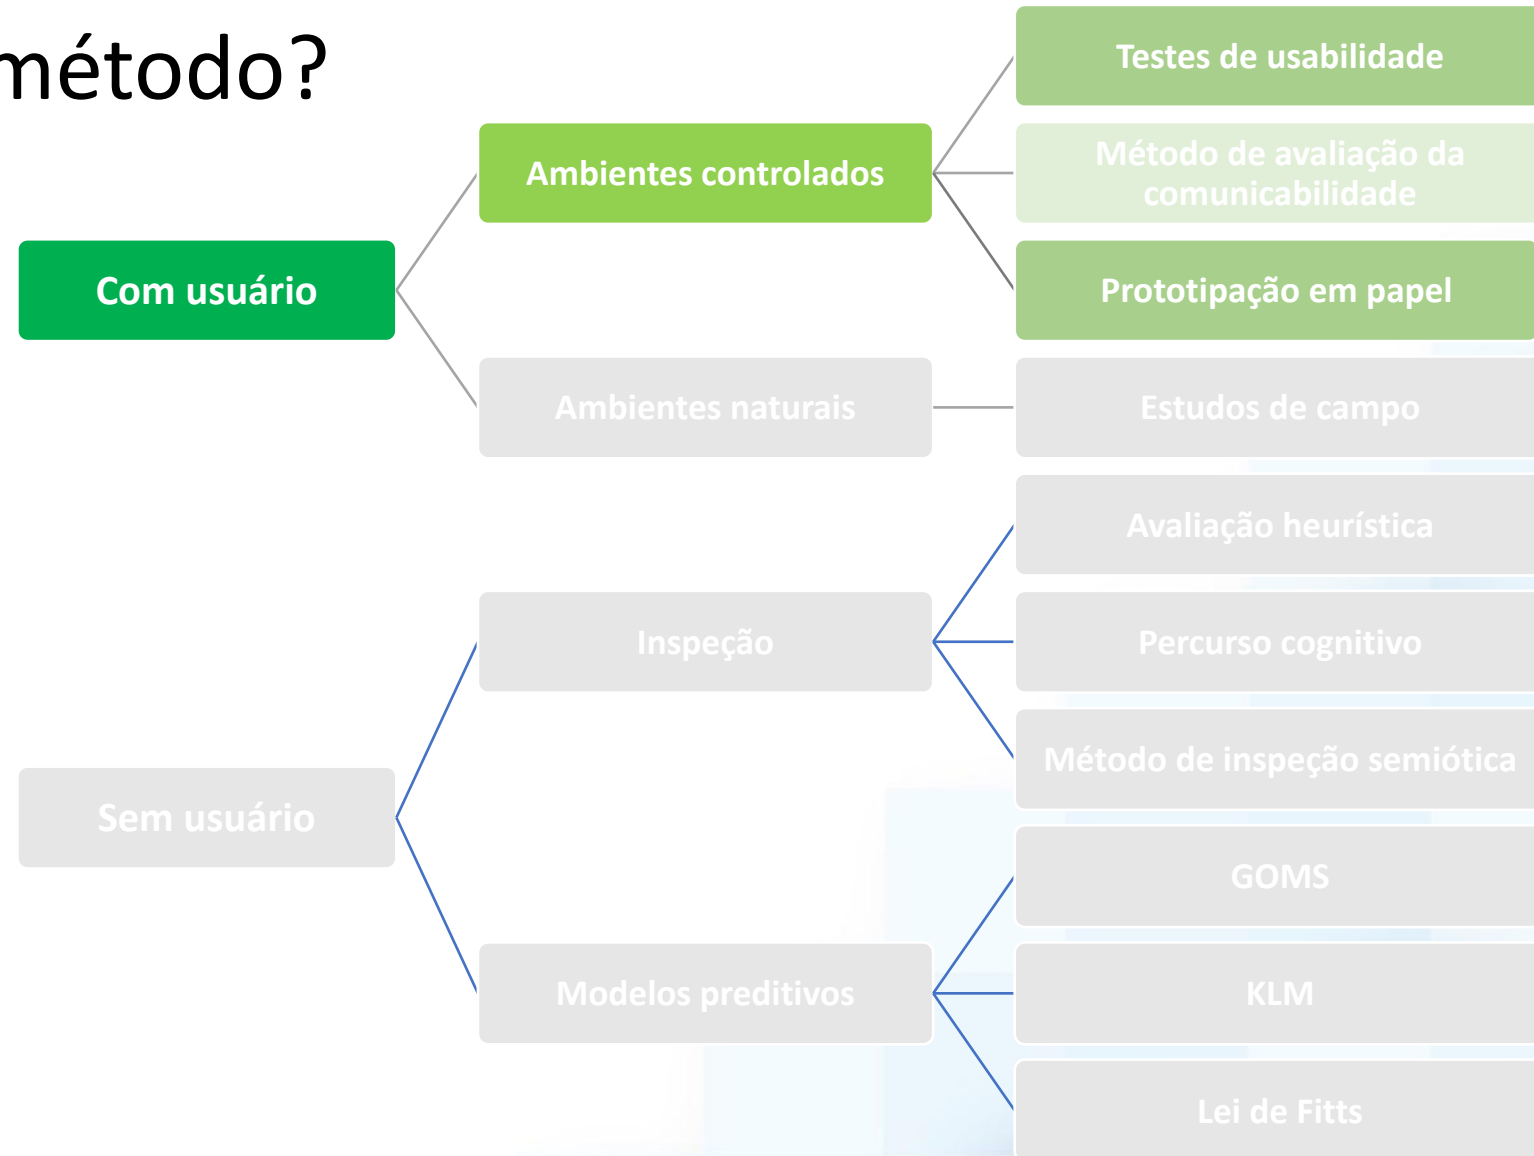 método?
Testes de usabilidade
Ambientes controlados
Método de avaliação da
comunicabilidade
Com usuário
Prototipação em papel
Ambientes naturais
Estudos de campo
Avaliação heurística
Inspeção
Percurso cognitivo
Método de inspeção semiótica
Sem usuário
GOMS
Modelos preditivos
KLM
Lei de Fitts